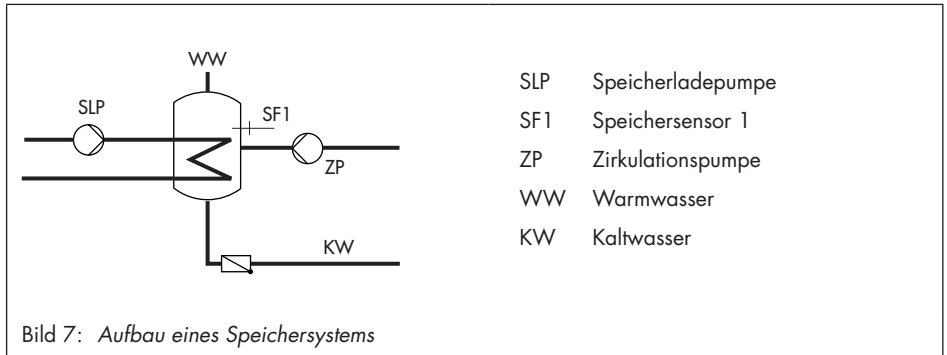 WW
SLP
SF1
ZP
KW
SLP Speicherladepumpe
SF1 Speichersensor 1
ZP Zirkulationspumpe
WW Warmwasser
KW Kaltwasser
Bild 7: Aufbau eines Speichersystems